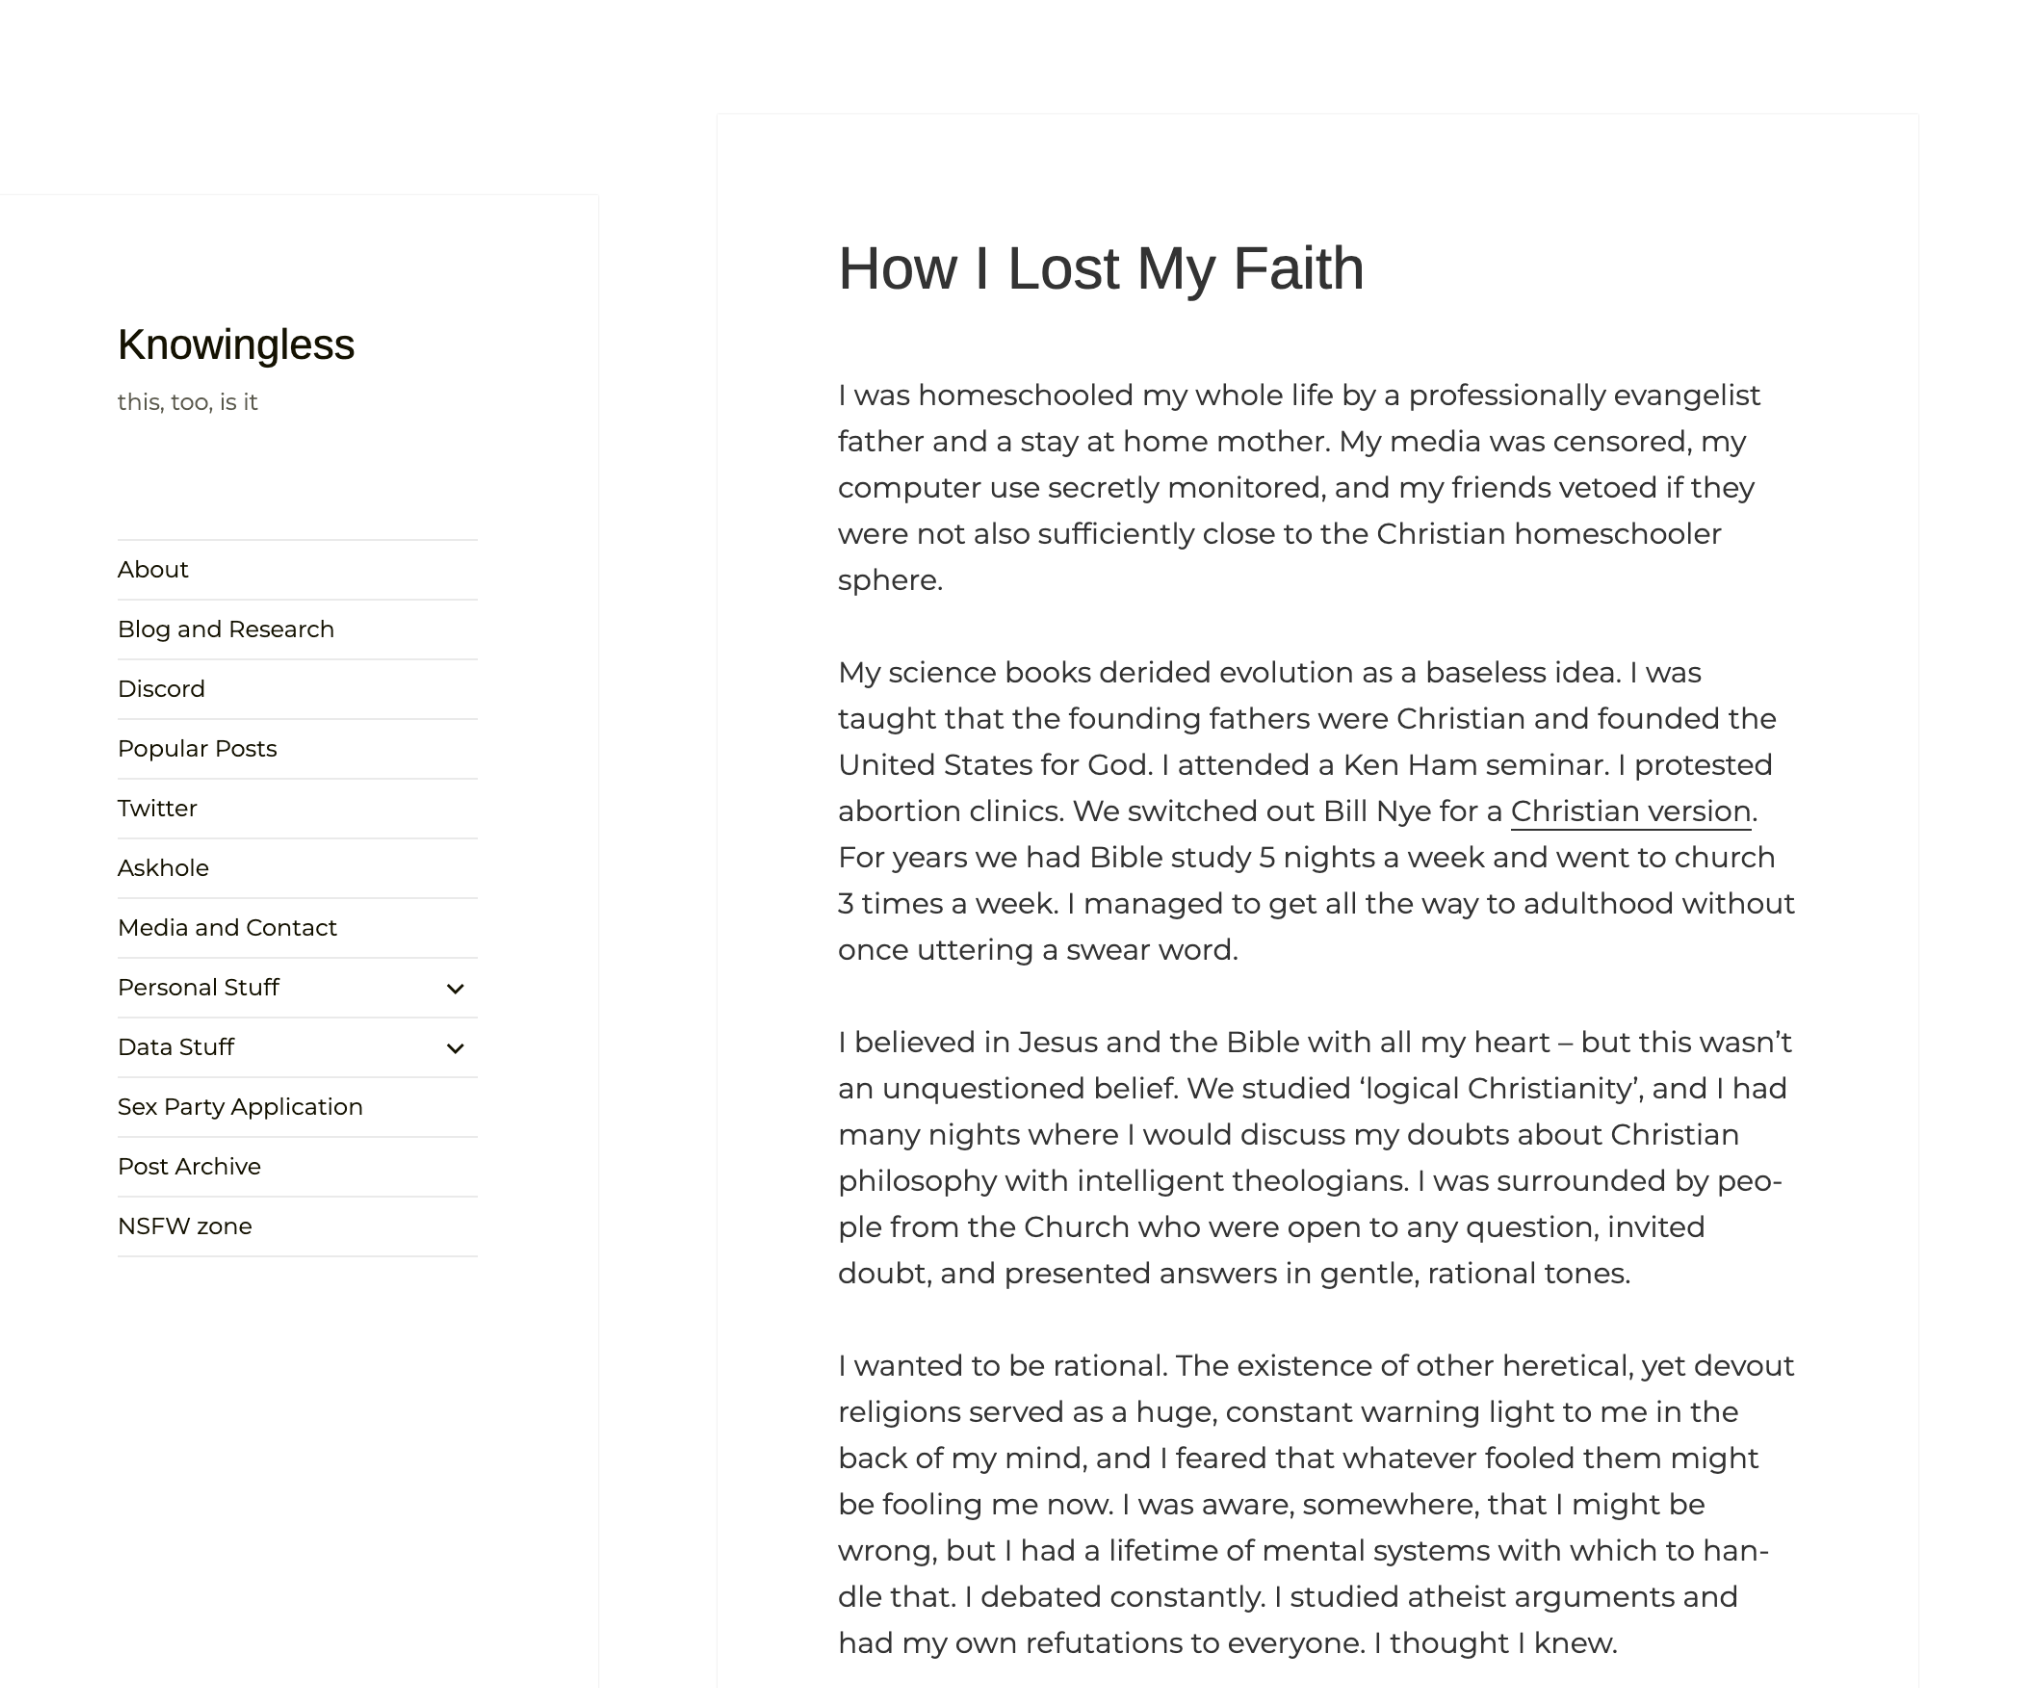 Knowingless
this, too, is it
About
Blog and Research
Discord
Popular Posts
Twitter
Askhole
Media and Contact
Personal Stuff
Data Stuff
Sex Party Application
Post Archive
NSFW zone
How I Lost My Faith
I was homeschooled my whole life by a professionally evangelist
father and a stay at home mother. My media was censored, my
computer use secretly monitored, and my friends vetoed if they
were not also sufficiently close to the Christian homeschooler
sphere.
My science books derided evolution as a baseless idea. I was
taught that the founding fathers were Christian and founded the
United States for God. I attended a Ken Ham seminar. I protested
abortion clinics. We switched out Bill Nye for a Christian version.
For years we had Bible study 5 nights a week and went to church
3 times a week. I managed to get all the way to adulthood without
once uttering a swear word.
I believed in Jesus and the Bible with all my heart – but this wasn’t
an unquestioned belief. We studied ‘logical Christianity’, and I had
many nights where I would discuss my doubts about Christian
philosophy with intelligent theologians. I was surrounded by peo-
ple from the Church who were open to any question, invited
doubt, and presented answers in gentle, rational tones.
I wanted to be rational. The existence of other heretical, yet devout
religions served as a huge, constant warning light to me in the
back of my mind, and I feared that whatever fooled them might
be fooling me now. I was aware, somewhere, that I might be
wrong, but I had a lifetime of mental systems with which to han-
dle that. I debated constantly. I studied atheist arguments and
had my own refutations to everyone. I thought I knew.